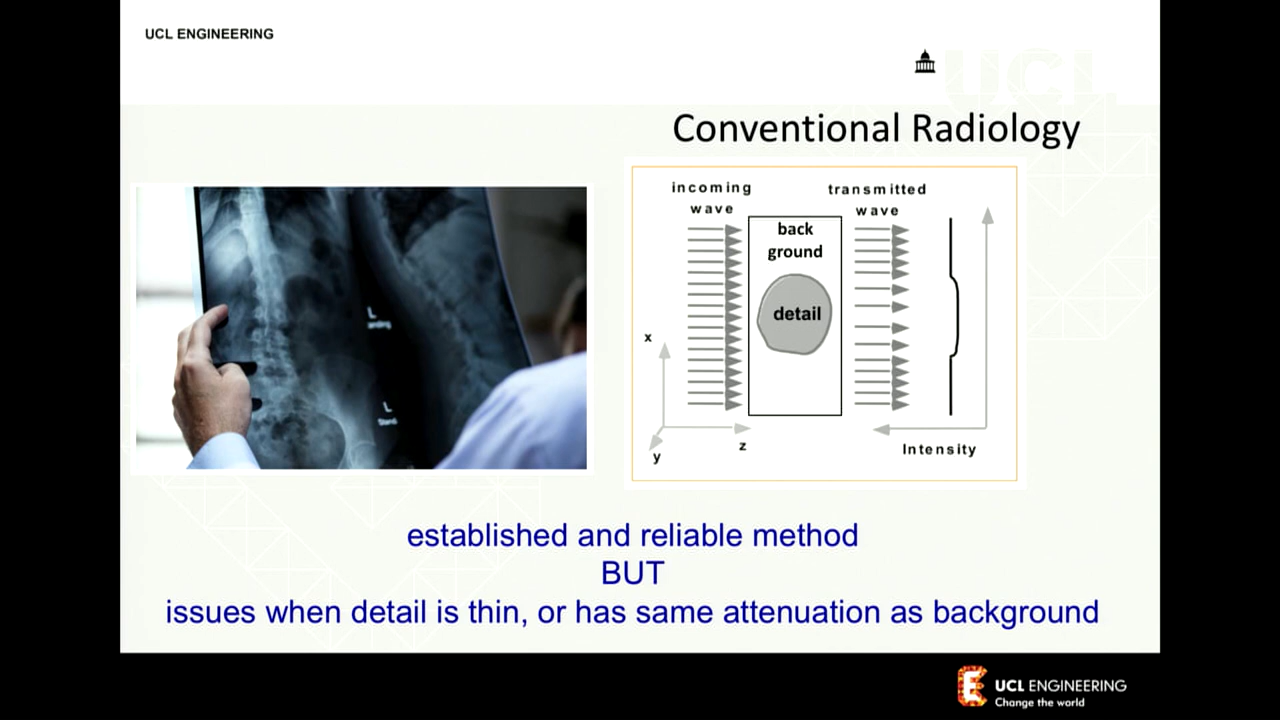 UCL ENGINEERING
UCL
Conventional Radiology
incoming
wave
transmitted
wave
back
ground
detail
x
y
z
Intensity
L
L
established and reliable method
BUT
issues when detail is thin, or has same attenuation as background
UCL ENGINEERING
Change the world